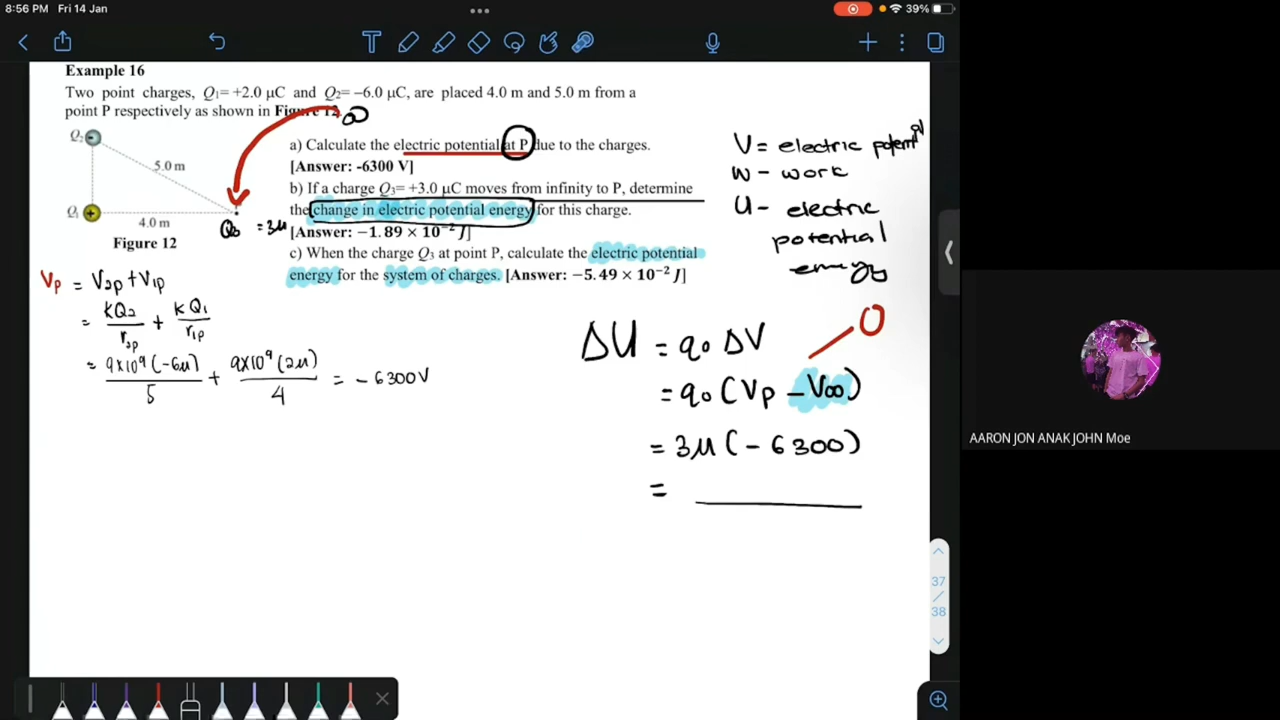 8:56 PM Fri 14 Jan
39%
Example 16
Two point charges, Q1= +2.0 μC and Q2= −6.0 μC, are placed 4.0 m and 5.0 m from a
point P respectively as shown in Figure 12.
∞
Q2
5.0 m
Q1
4.0 m
Q0 = 3μ
Figure 12
a) Calculate the electric potential at P due to the charges.
[Answer: -6300 V]
b) If a charge Q3= +3.0 μC moves from infinity to P, determine
the change in electric potential energy for this charge.
[Answer: −1.89 × 10⁻² J]
c) When the charge Q3 at point P, calculate the electric potential
energy for the system of charges. [Answer: −5.49 × 10⁻² J]
V = electric potential
W - work
U - electric
potential
energy
Vp = V2p + V1p
= kQ2/r2p + kQ1/r1p
= 9x10⁹(-6μ)/5 + 9x10⁹(2μ)/4 = - 6300V
ΔU = q0 ΔV
0
= q0 (Vp - V∞)
= 3μ (- 6300)
=
AARON JON ANAK JOHN Moe
37
/
38